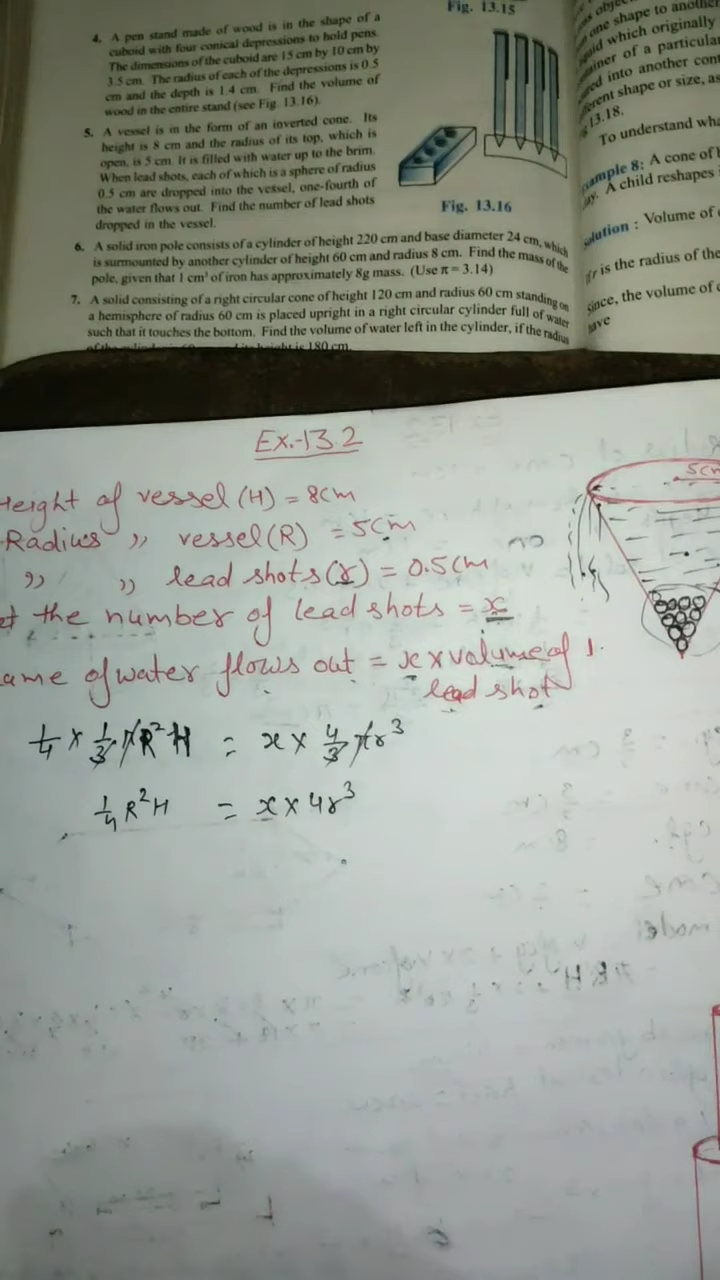 Fig. 13.15
4. A pen stand made of wood is in the shape of a
cuboid with four conical depressions to hold pens.
The dimensions of the cuboid are 15 cm by 10 cm by
3.5 cm. The radius of each of the depressions is 0.5
cm and the depth is 1.4 cm. Find the volume of
wood in the entire stand (see Fig. 13.16).
5. A vessel is in the form of an inverted cone. Its
height is 8 cm and the radius of its top, which is
open, is 5 cm. It is filled with water up to the brim.
When lead shots, each of which is a sphere of radius
0.5 cm are dropped into the vessel, one-fourth of
the water flows out. Find the number of lead shots
dropped in the vessel.
Fig. 13.16
6. A solid iron pole consists of a cylinder of height 220 cm and base diameter 24 cm, which
is surmounted by another cylinder of height 60 cm and radius 8 cm. Find the mass of the
pole, given that 1 cm³ of iron has approximately 8g mass. (Use π = 3.14)
7. A solid consisting of a right circular cone of height 120 cm and radius 60 cm standing on
a hemisphere of radius 60 cm is placed upright in a right circular cylinder full of water
such that it touches the bottom. Find the volume of water left in the cylinder, if the radius
height is 180 cm.
one shape to another
which originally
of a particular
into another
shape or size, as
13.18.
To understand
8: A cone of
A child reshapes
: Volume of
r is the radius of the
Since, the volume of
Ex.-13.2
Height of vessel (H) = 8cm
Radius ,, vessel (R) = 5cm
,, ,, lead shots (r) = 0.5cm
the number of lead shots = x
of water flows out = x × volume of 1
lead shot
5cm
1/4 × 1/3 πR²H = x × 4/3 πr³
1/4 R²H = x × 4r³